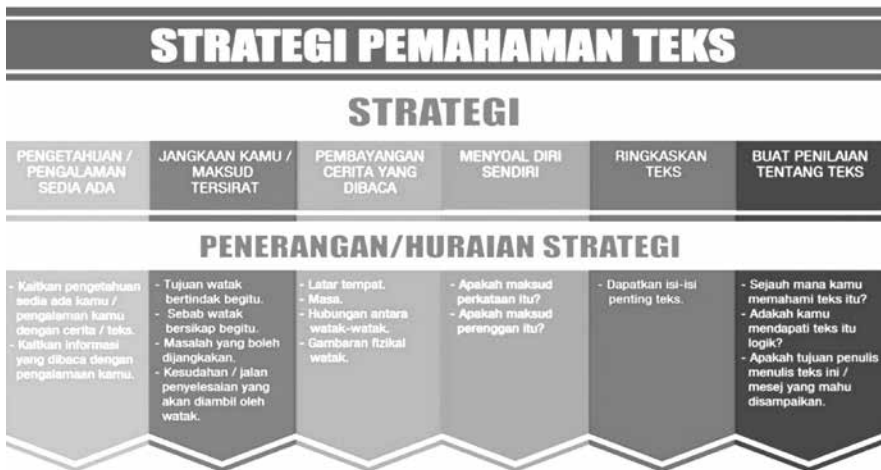 STRATEGI PEMAHAMAN TEKS
STRATEGI
PENGETAHUAN /
PENGALAMAN
SEDIA ADA
JANGKAAN KAMU /
MAKSUD
TERSIRAT
PEMBAYANGAN
CERITA YANG
DIBACA
MENYOAL DIRI
SENDIRI
RINGKASKAN
TEKS
BUAT PENILAIAN
TENTANG TEKS
PENERANGAN/HURAIAN STRATEGI
- Kaitkan pengetahuan
sedia ada kamu /
pengalaman kamu
dengan cerita / teks.
- Kaitkan informasi
yang dibaca dengan
pengalamaan kamu.
- Tujuan watak
bertindak begitu.
- Sebab watak
bersikap begitu.
- Masalah yang boleh
dijangkakan.
- Kesudahan / jalan
penyelesaian yang
akan diambil oleh
watak.
- Latar tempat.
- Masa.
- Hubungan antara
watak-watak.
- Gambaran fizikal
watak.
- Apakah maksud
perkataan itu?
- Apakah maksud
perenggan itu?
- Dapatkan isi-isi
penting teks.
- Sejauh mana kamu
memahami teks itu?
- Adakah kamu
mendapati teks itu
logik?
- Apakah tujuan penulis
menulis teks ini /
mesej yang mahu
disampaikan.